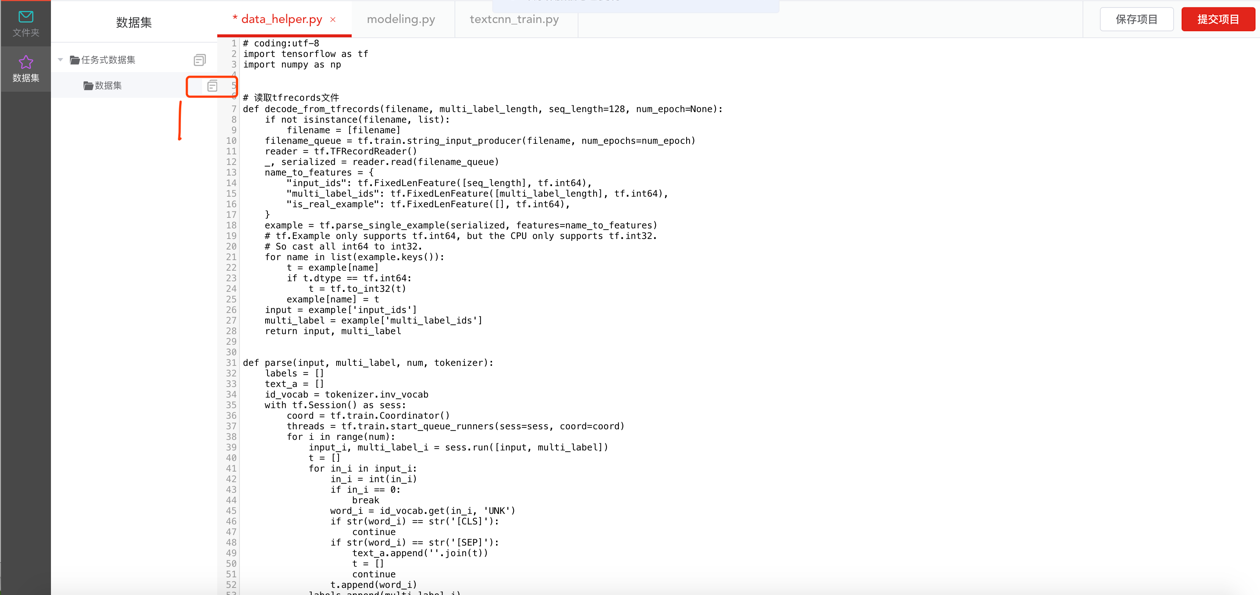 文件夹
数据集
数据集
任务式数据集
数据集
* data_helper.py ×
modeling.py
textcnn_train.py
保存项目
提交项目
1 # coding:utf-8
2 import tensorflow as tf
3 import numpy as np
4
5
6 # 读取tfrecords文件
7 def decode_from_tfrecords(filename, multi_label_length, seq_length=128, num_epoch=None):
8     if not isinstance(filename, list):
9         filename = [filename]
10     filename_queue = tf.train.string_input_producer(filename, num_epochs=num_epoch)
11     reader = tf.TFRecordReader()
12     _, serialized = reader.read(filename_queue)
13     name_to_features = {
14         "input_ids": tf.FixedLenFeature([seq_length], tf.int64),
15         "multi_label_ids": tf.FixedLenFeature([multi_label_length], tf.int64),
16         "is_real_example": tf.FixedLenFeature([], tf.int64),
17     }
18     example = tf.parse_single_example(serialized, features=name_to_features)
19     # tf.Example only supports tf.int64, but the CPU only supports tf.int32.
20     # So cast all int64 to int32.
21     for name in list(example.keys()):
22         t = example[name]
23         if t.dtype == tf.int64:
24             t = tf.to_int32(t)
25         example[name] = t
26     input = example['input_ids']
27     multi_label = example['multi_label_ids']
28     return input, multi_label
29
30
31 def parse(input, multi_label, num, tokenizer):
32     labels = []
33     text_a = []
34     id_vocab = tokenizer.inv_vocab
35     with tf.Session() as sess:
36         coord = tf.train.Coordinator()
37         threads = tf.train.start_queue_runners(sess=sess, coord=coord)
38         for i in range(num):
39             input_i, multi_label_i = sess.run([input, multi_label])
40             t = []
41             for in_i in input_i:
42                 in_i = int(in_i)
43                 if in_i == 0:
44                     break
45                 word_i = id_vocab.get(in_i, 'UNK')
46                 if str(word_i) == str('[CLS]'):
47                     continue
48                 if str(word_i) == str('[SEP]'):
49                     text_a.append(''.join(t))
50                     t = []
51                     continue
52                 t.append(word_i)
53             labels.append(multi_label_i)